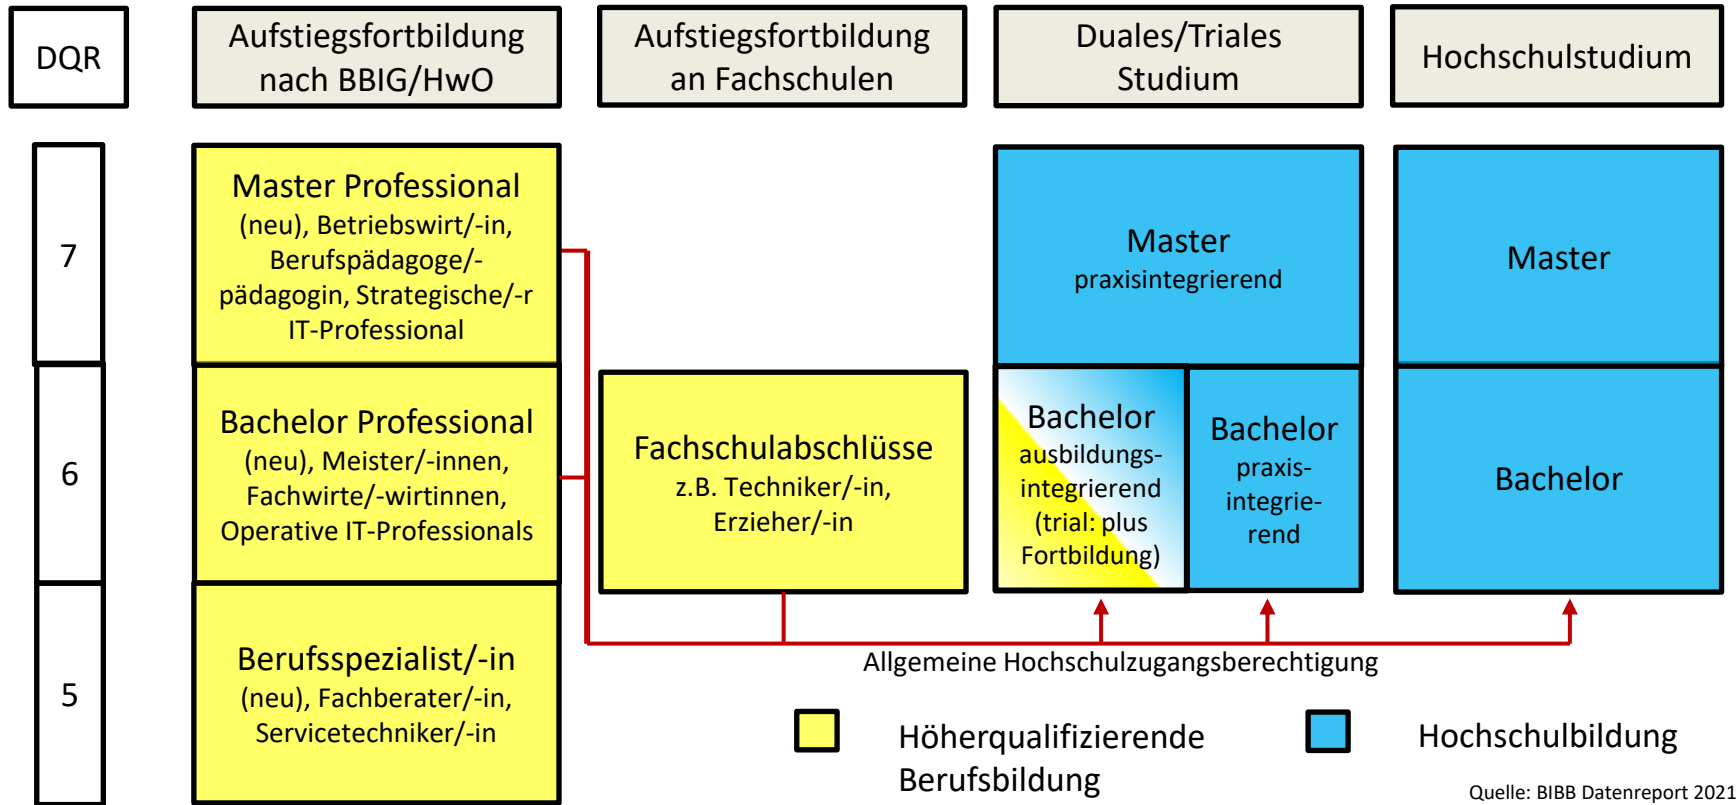 DQR
Aufstiegsfortbildung
nach BBIG/HwO
Aufstiegsfortbildung
an Fachschulen
Duales/Triales
Studium
Hochschulstudium
7
Master Professional
(neu), Betriebswirt/-in,
Berufspädagoge/-
pädagogin, Strategische/-r
IT-Professional
Master
praxisintegrierend
Master
6
Bachelor Professional
(neu), Meister/-innen,
Fachwirte/-wirtinnen,
Operative IT-Professionals
Fachschulabschlüsse
z.B. Techniker/-in,
Erzieher/-in
Bachelor
ausbildungs-
integrierend
(trial: plus
Fortbildung)
Bachelor
praxis-
integrie-
rend
Bachelor
5
Berufsspezialist/-in
(neu), Fachberater/-in,
Servicetechniker/-in
Allgemeine Hochschulzugangsberechtigung
Höherqualifizierende
Berufsbildung
Hochschulbildung
Quelle: BIBB Datenreport 2021